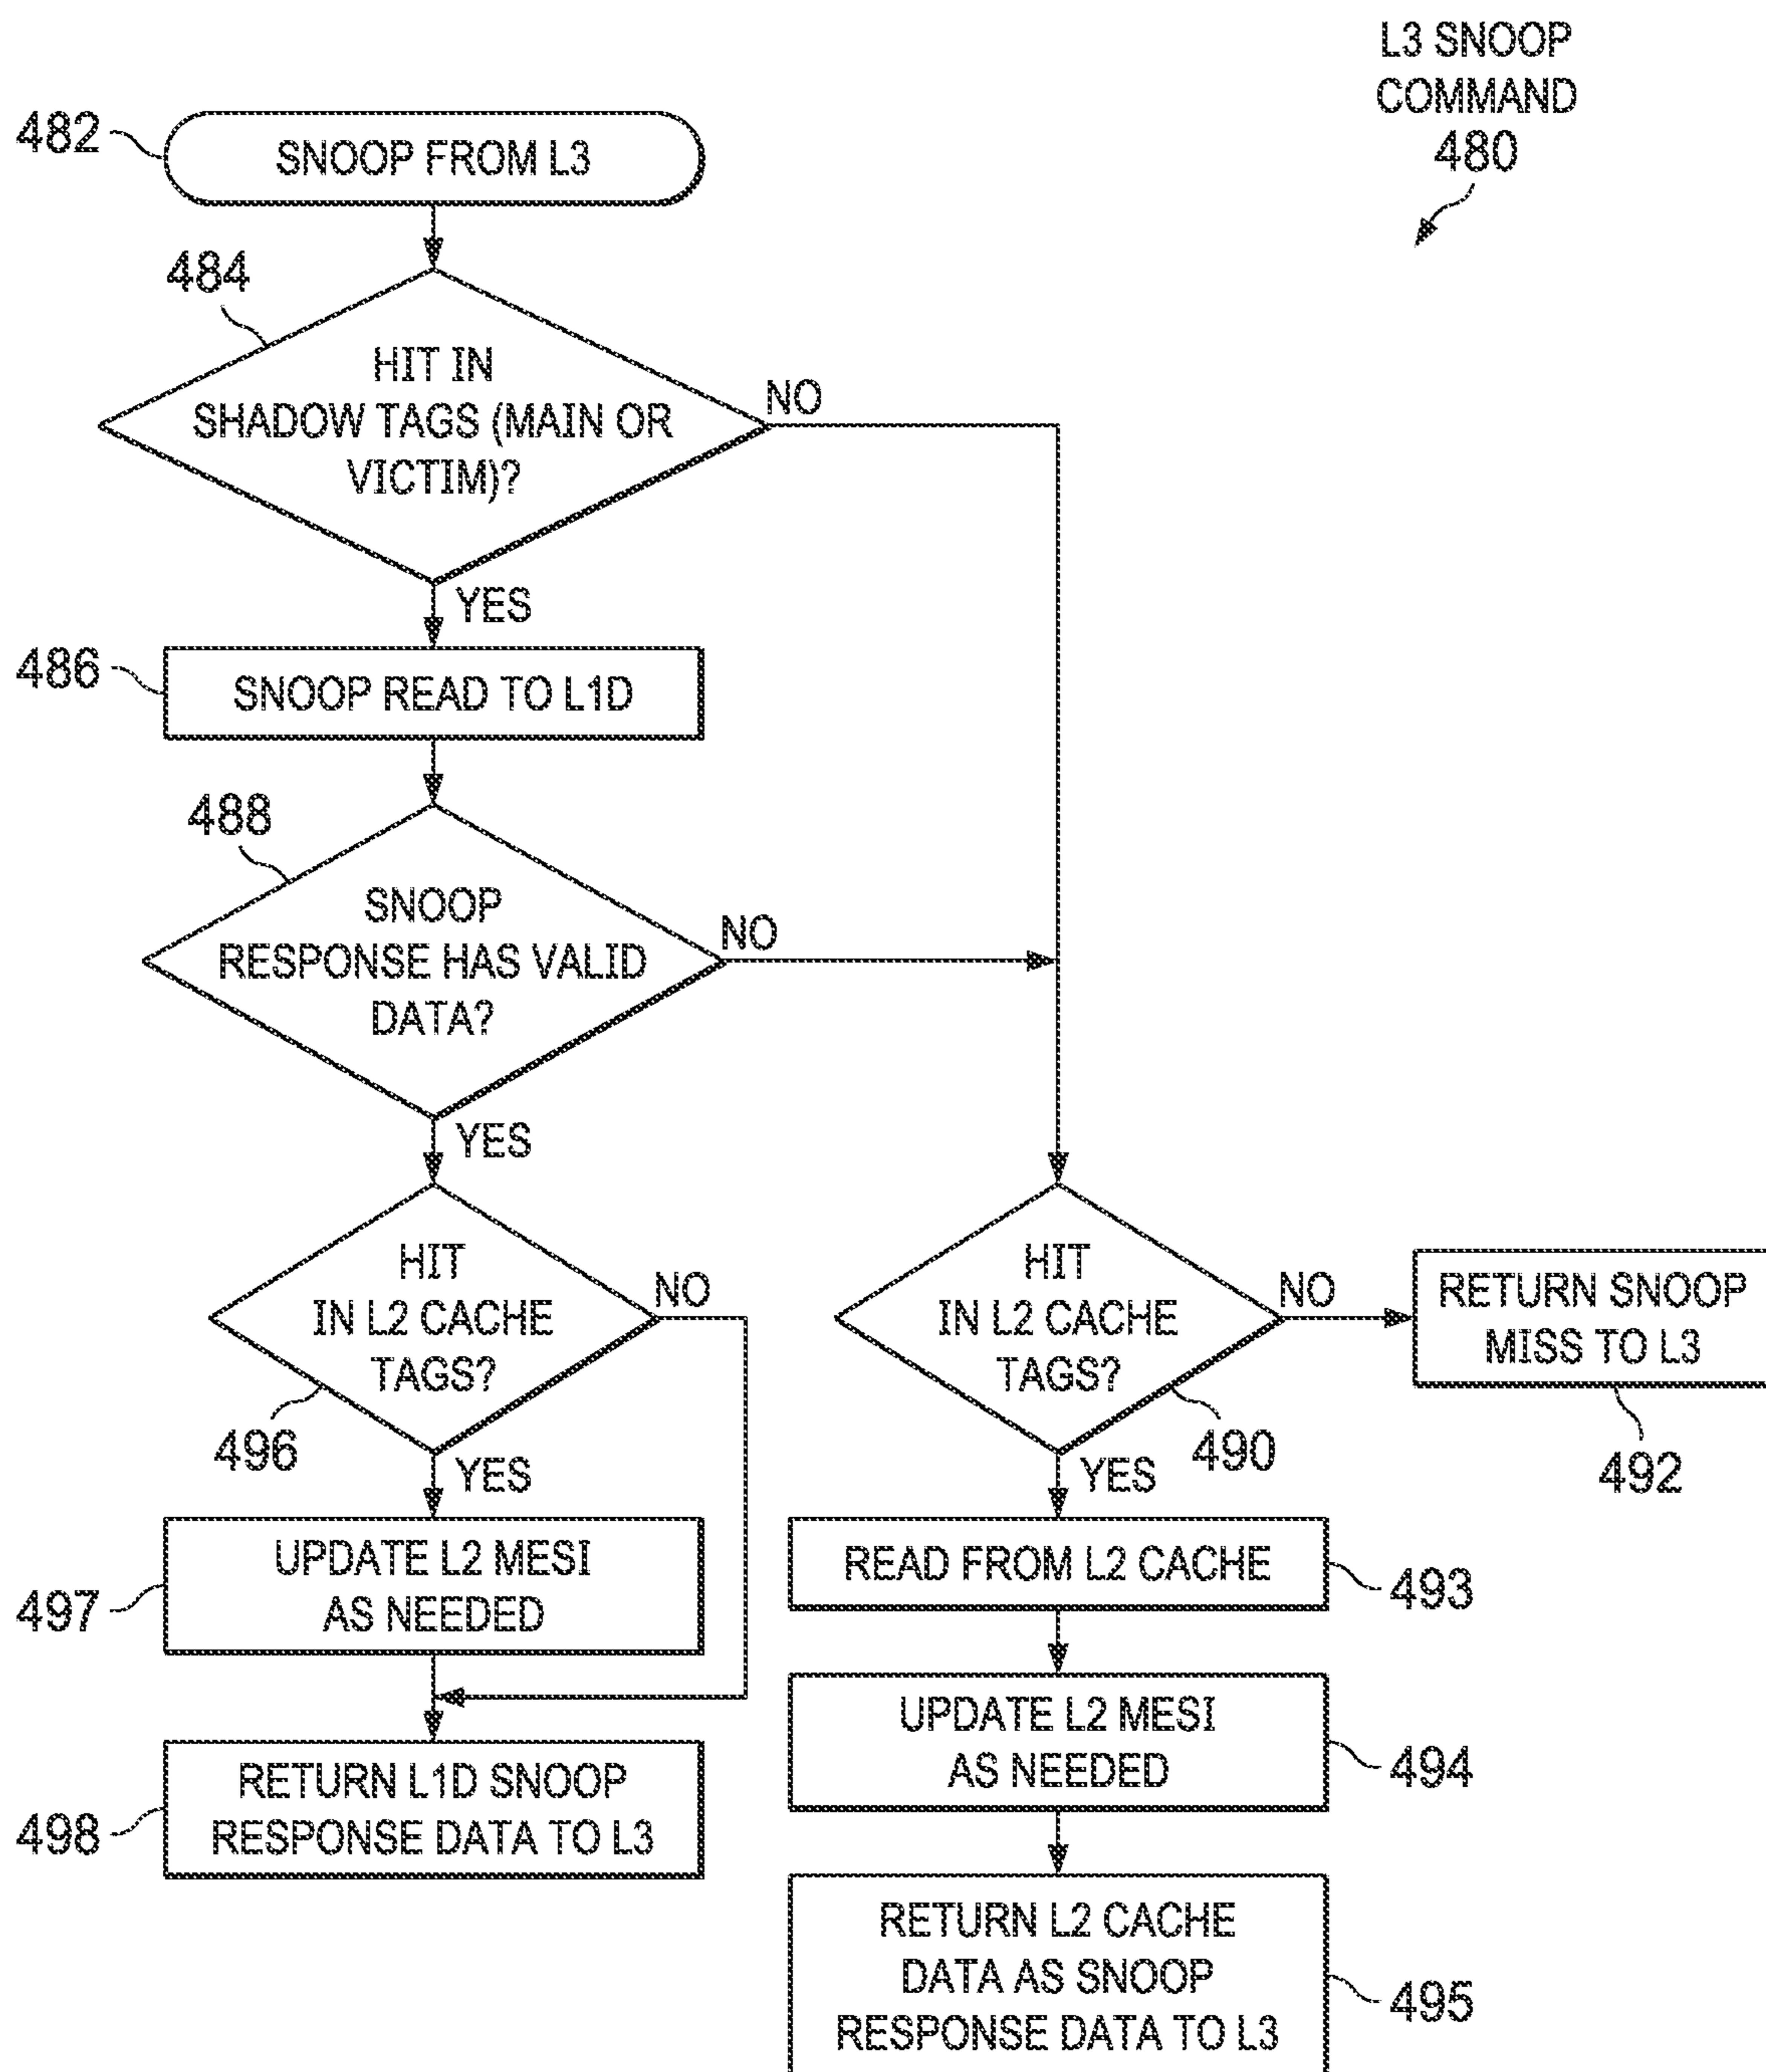 L3 SNOOP
COMMAND
480
482
SNOOP FROM L3
484
HIT IN
SHADOW TAGS (MAIN OR
VICTIM)?
NO
YES
486
SNOOP READ TO L1D
488
SNOOP
RESPONSE HAS VALID
DATA?
NO
YES
HIT
IN L2 CACHE
TAGS?
NO
496
YES
HIT
IN L2 CACHE
TAGS?
NO
490
YES
RETURN SNOOP
MISS TO L3
492
UPDATE L2 MESI
AS NEEDED
497
READ FROM L2 CACHE
493
UPDATE L2 MESI
AS NEEDED
494
RETURN L1D SNOOP
RESPONSE DATA TO L3
498
RETURN L2 CACHE
DATA AS SNOOP
RESPONSE DATA TO L3
495